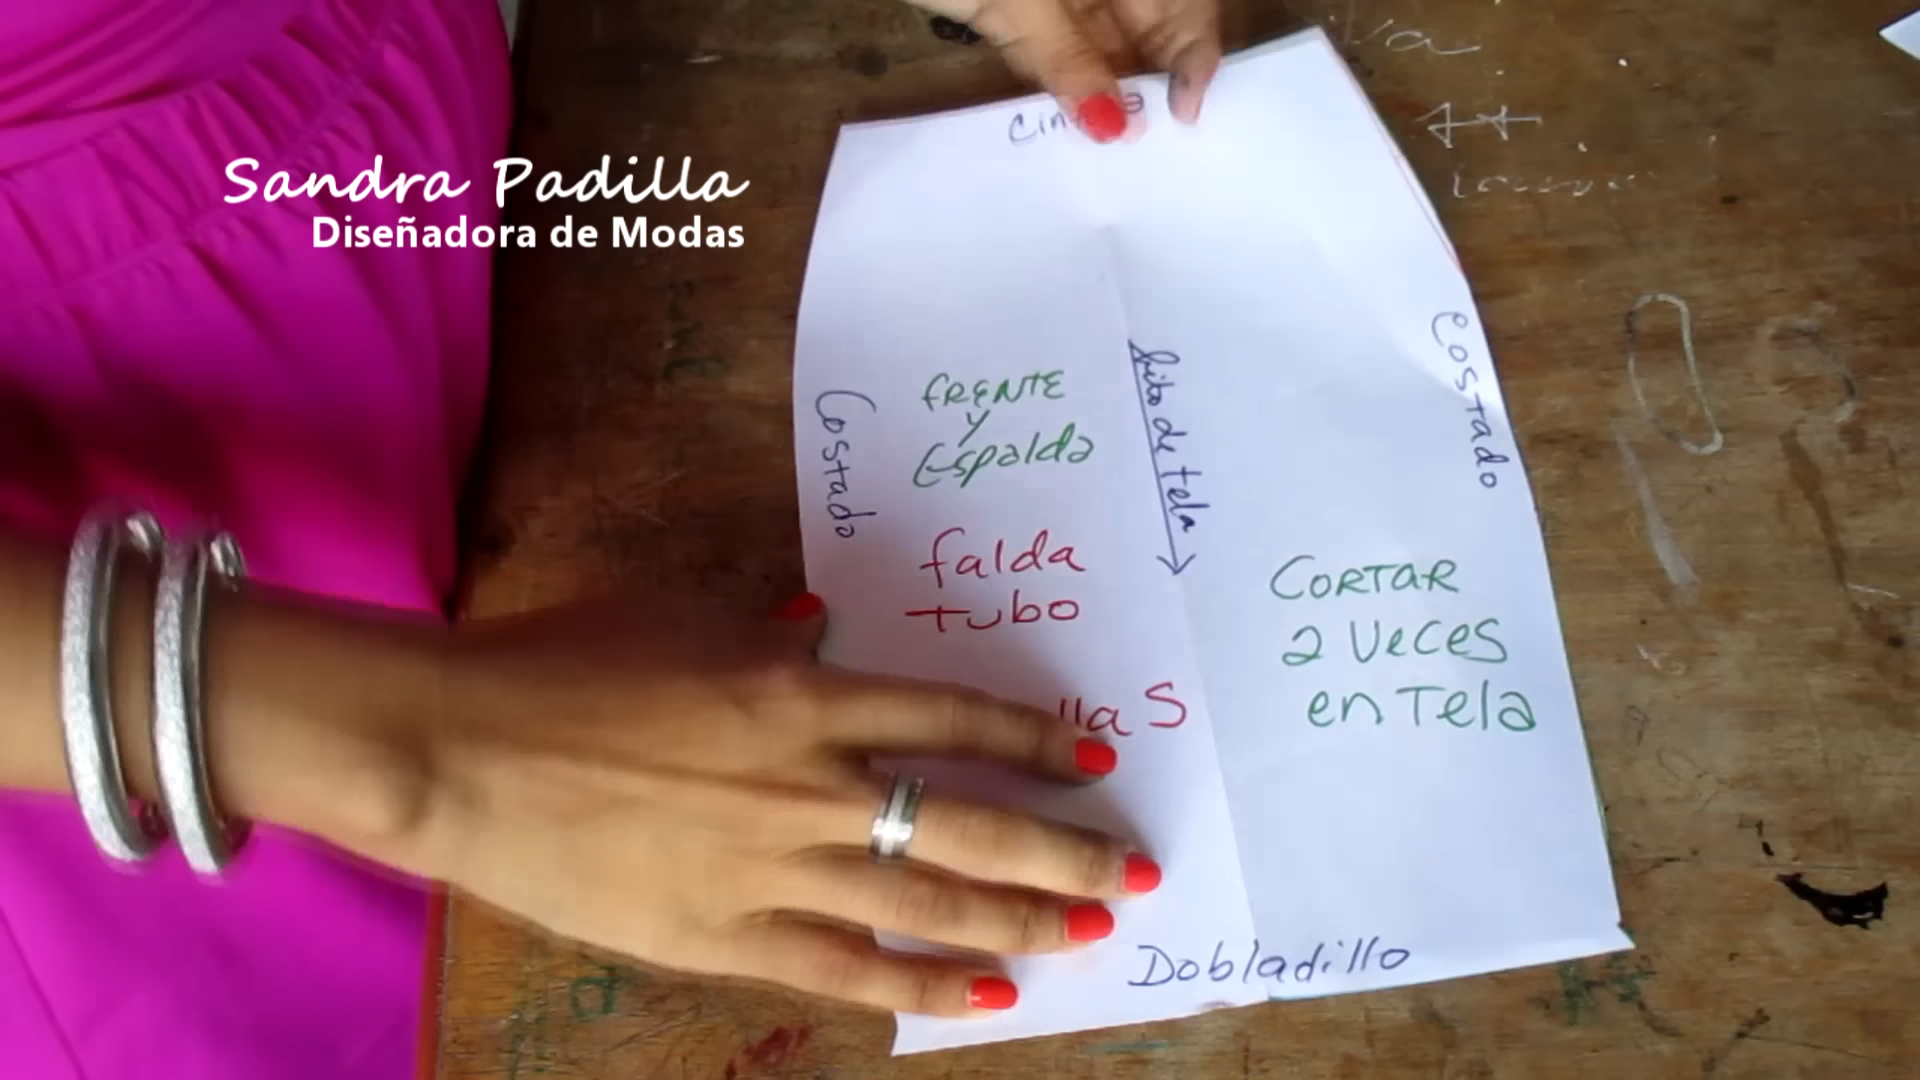 Sandra Padilla
Diseñadora de Modas
Costado
FRENTE
y
Espalda
falda
tubo
S
hilo de tela
Costado
CORTAR
2 Veces
en Tela
Dobladillo